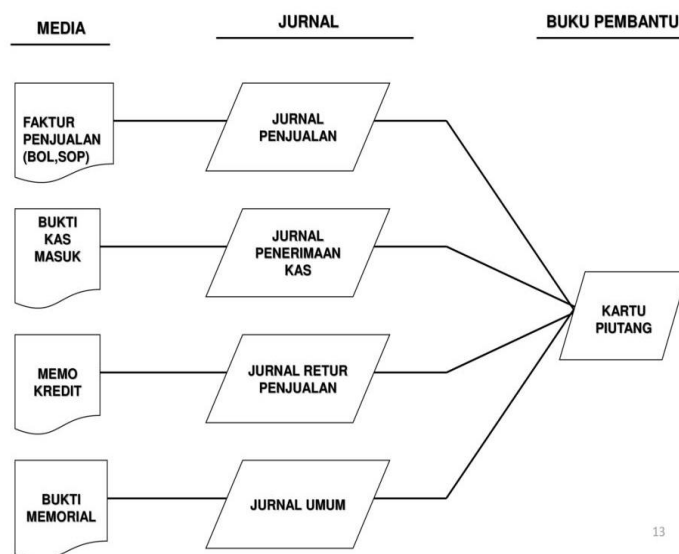 MEDIA
JURNAL
BUKU PEMBANTU
FAKTUR
PENJUALAN
(BOL,SOP)
JURNAL
PENJUALAN
BUKTI
KAS
MASUK
JURNAL
PENERIMAAN
KAS
KARTU
PIUTANG
MEMO
KREDIT
JURNAL RETUR
PENJUALAN
BUKTI
MEMORIAL
JURNAL UMUM
13